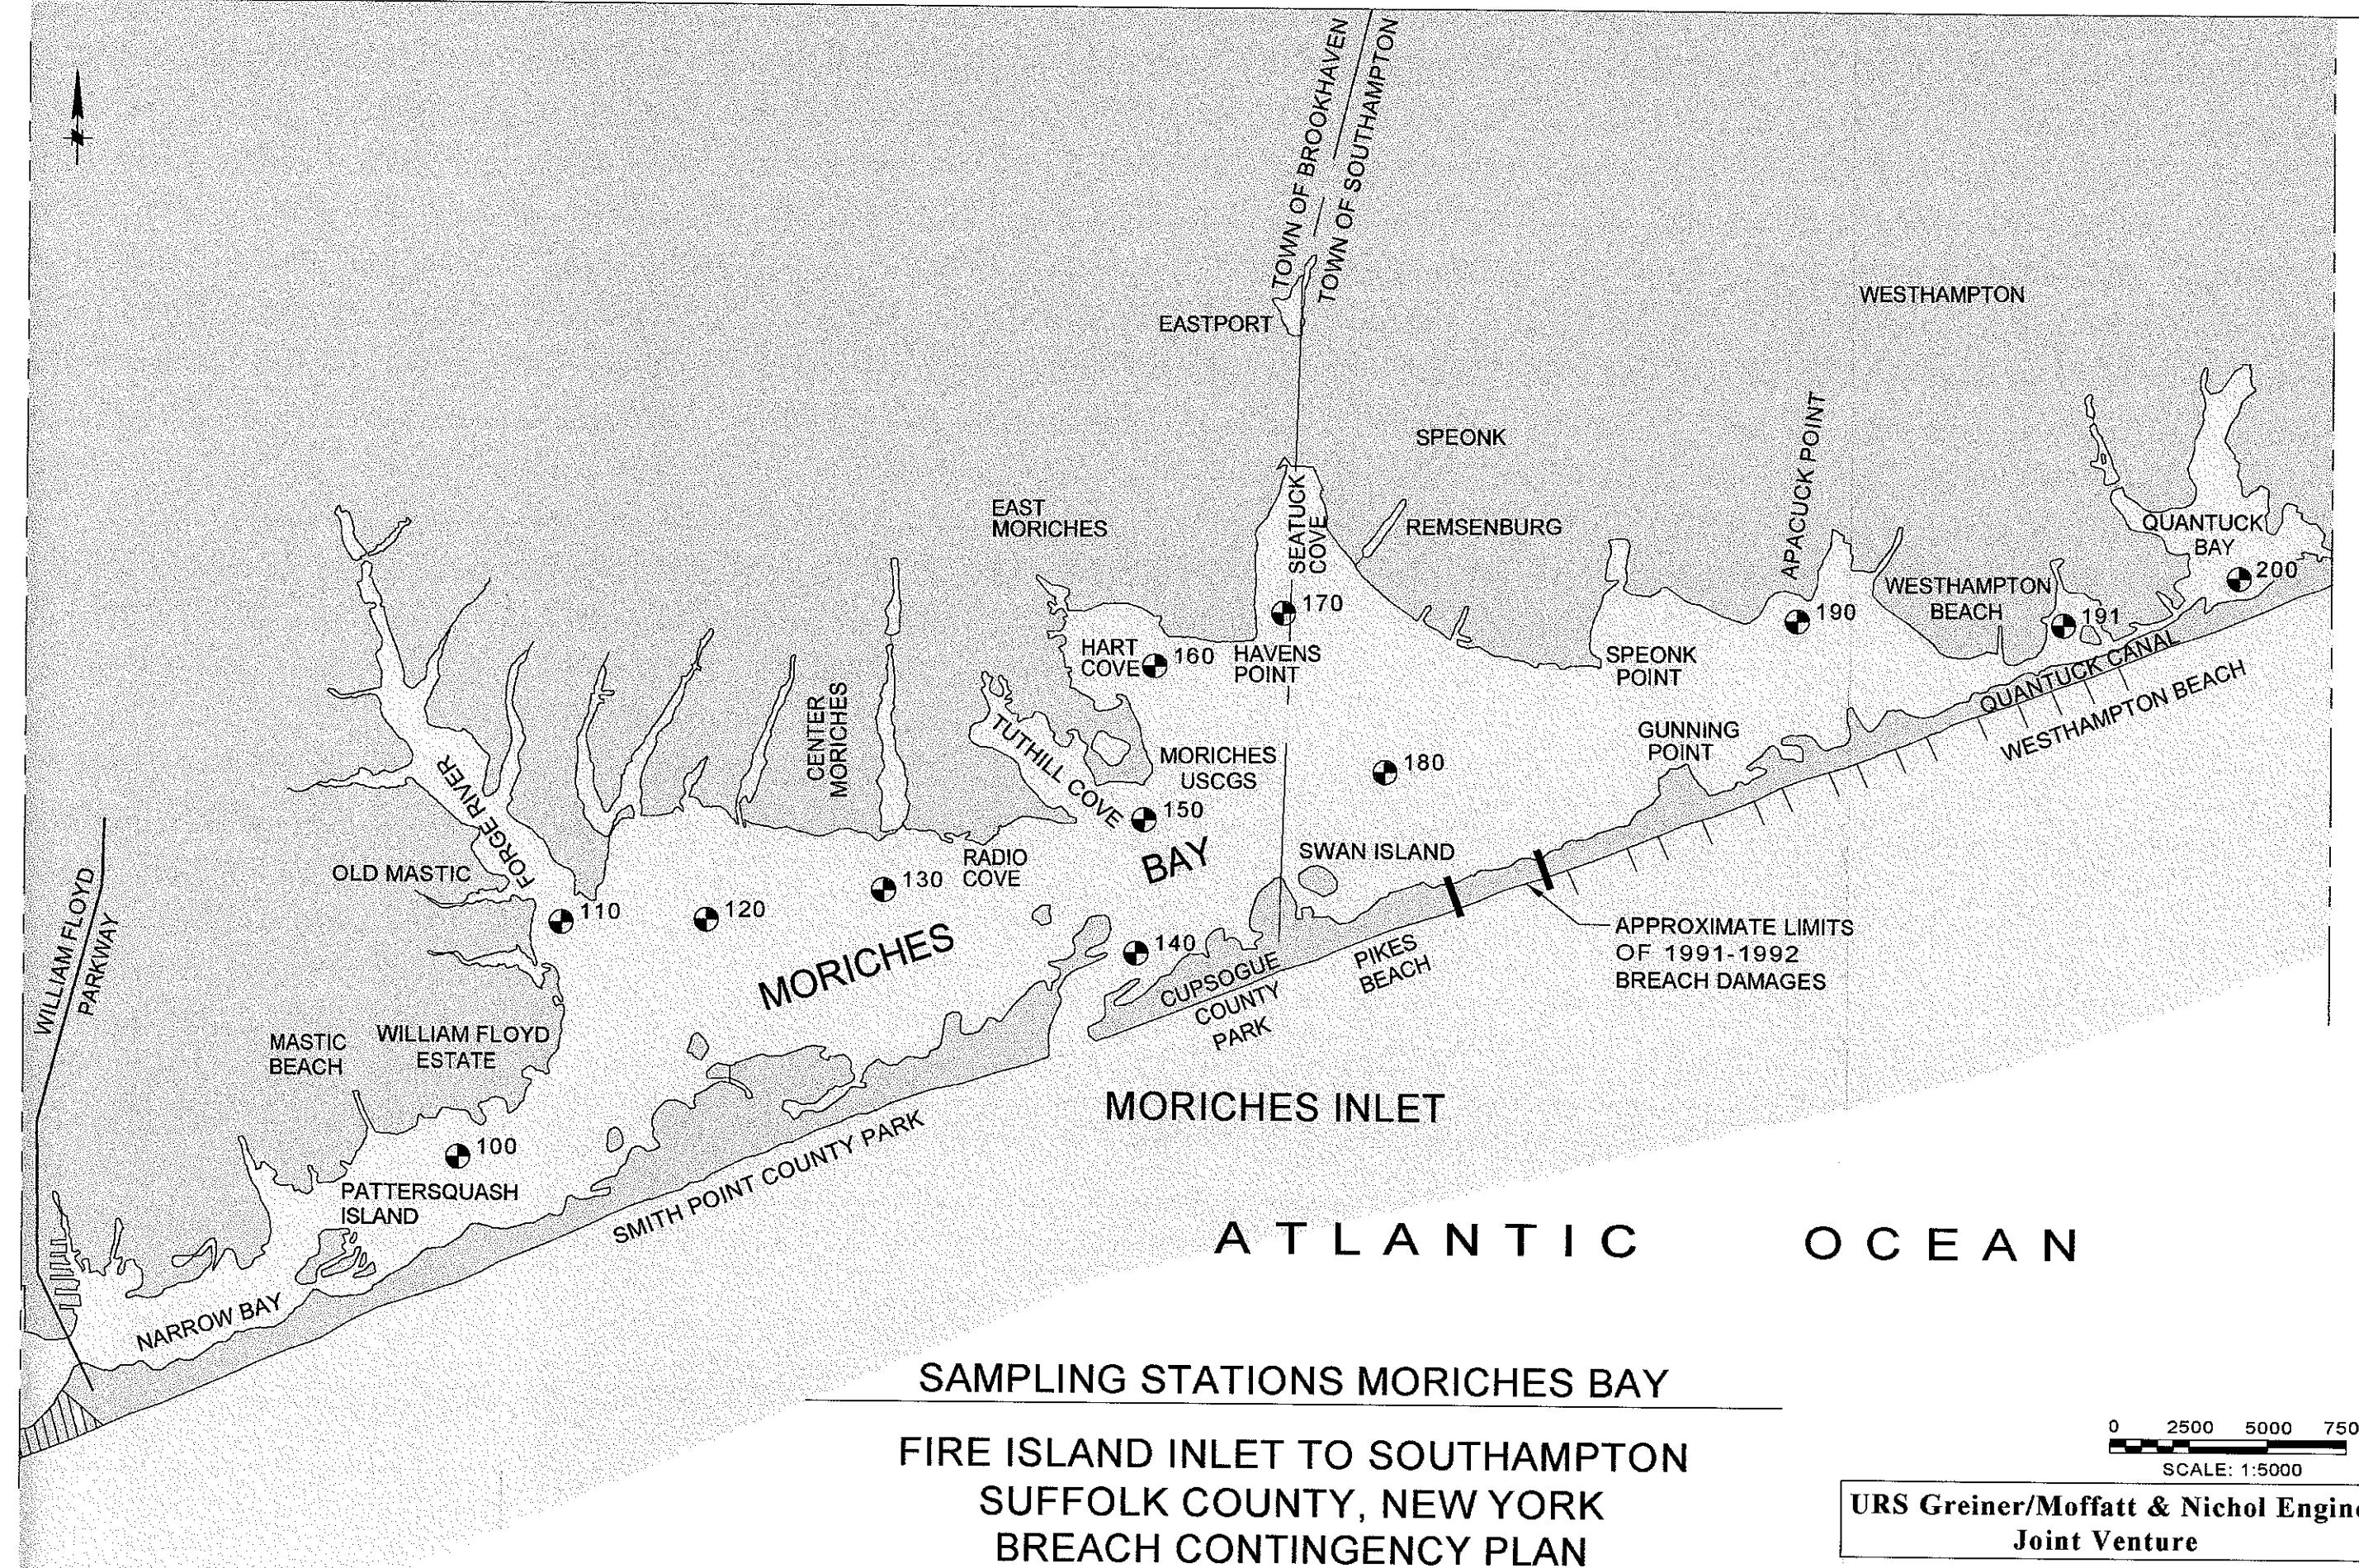 TOWN OF BROOKHAVEN
TOWN OF SOUTHAMPTON
WESTHAMPTON
EASTPORT
SPEONK
APACUCK POINT
EAST
MORICHES
SEATUCK
COVE
REMSENBURG
QUANTUCK
BAY
200
WESTHAMPTON
BEACH
170
190
191
HART
COVE
160
HAVENS
POINT
SPEONK
POINT
QUANTUCK CANAL
WESTHAMPTON BEACH
CENTER
MORICHES
TUTHILL COVE
MORICHES
USCGS
180
GUNNING
POINT
FORGE RIVER
150
BAY
SWAN ISLAND
OLD MASTIC
RADIO
COVE
130
110
120
MORICHES
140
WILLIAM FLOYD
PARKWAY
CUPSOGUE
COUNTY
PARK
PIKES
BEACH
APPROXIMATE LIMITS
OF 1991-1992
BREACH DAMAGES
MASTIC
BEACH
WILLIAM FLOYD
ESTATE
MORICHES INLET
100
SMITH POINT COUNTY PARK
PATTERSQUASH
ISLAND
ATLANTIC OCEAN
NARROW BAY
SAMPLING STATIONS MORICHES BAY
FIRE ISLAND INLET TO SOUTHAMPTON
SUFFOLK COUNTY, NEW YORK
BREACH CONTINGENCY PLAN
0 2500 5000 750
SCALE: 1:5000
URS Greiner/Moffatt & Nichol Engin
Joint Venture